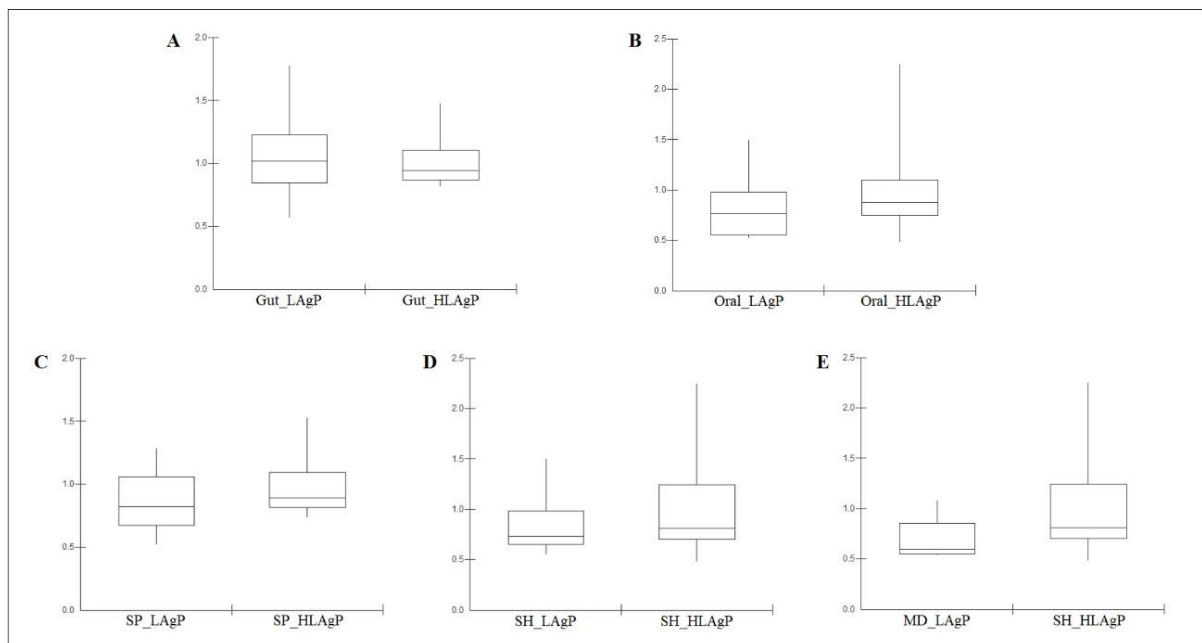 A
2.0
1.5
1.0
0.5
0.0
Gut_LAgP Gut_HLAgP
B
2.5
2.0
1.5
1.0
0.5
0.0
Oral_LAgP Oral_HLAgP
C
2.0
1.5
1.0
0.5
0.0
SP_LAgP SP_HLAgP
D
2.5
2.0
1.5
1.0
0.5
0.0
SH_LAgP SH_HLAgP
E
2.5
2.0
1.5
1.0
0.5
0.0
MD_LAgP SH_HLAgP